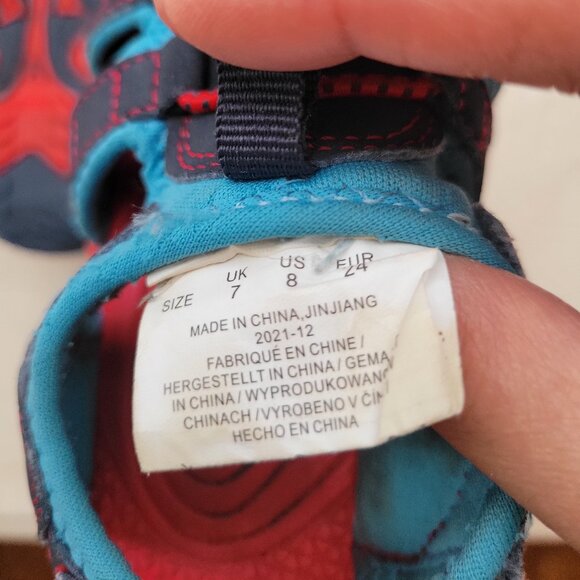 SIZE UK US EUR
7 8 24
MADE IN CHINA,JINJIANG
2021-12
FABRIQUÉ EN CHINE/
HERGESTELLT IN CHINA/ GEMA
IN CHINA/ WYPRODUKOWANO
CHINACH /VYROBENO V ČÍN
HECHO EN CHINA